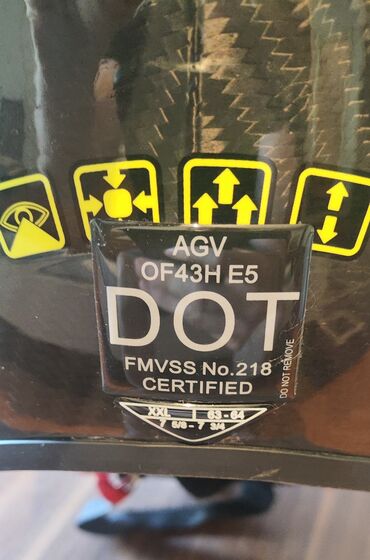 AGV
OF43H E5
DOT
FMVSS No.218
CERTIFIED
DO NOT REMOVE
XXL | 63-64
7 5/8 - 7 3/4